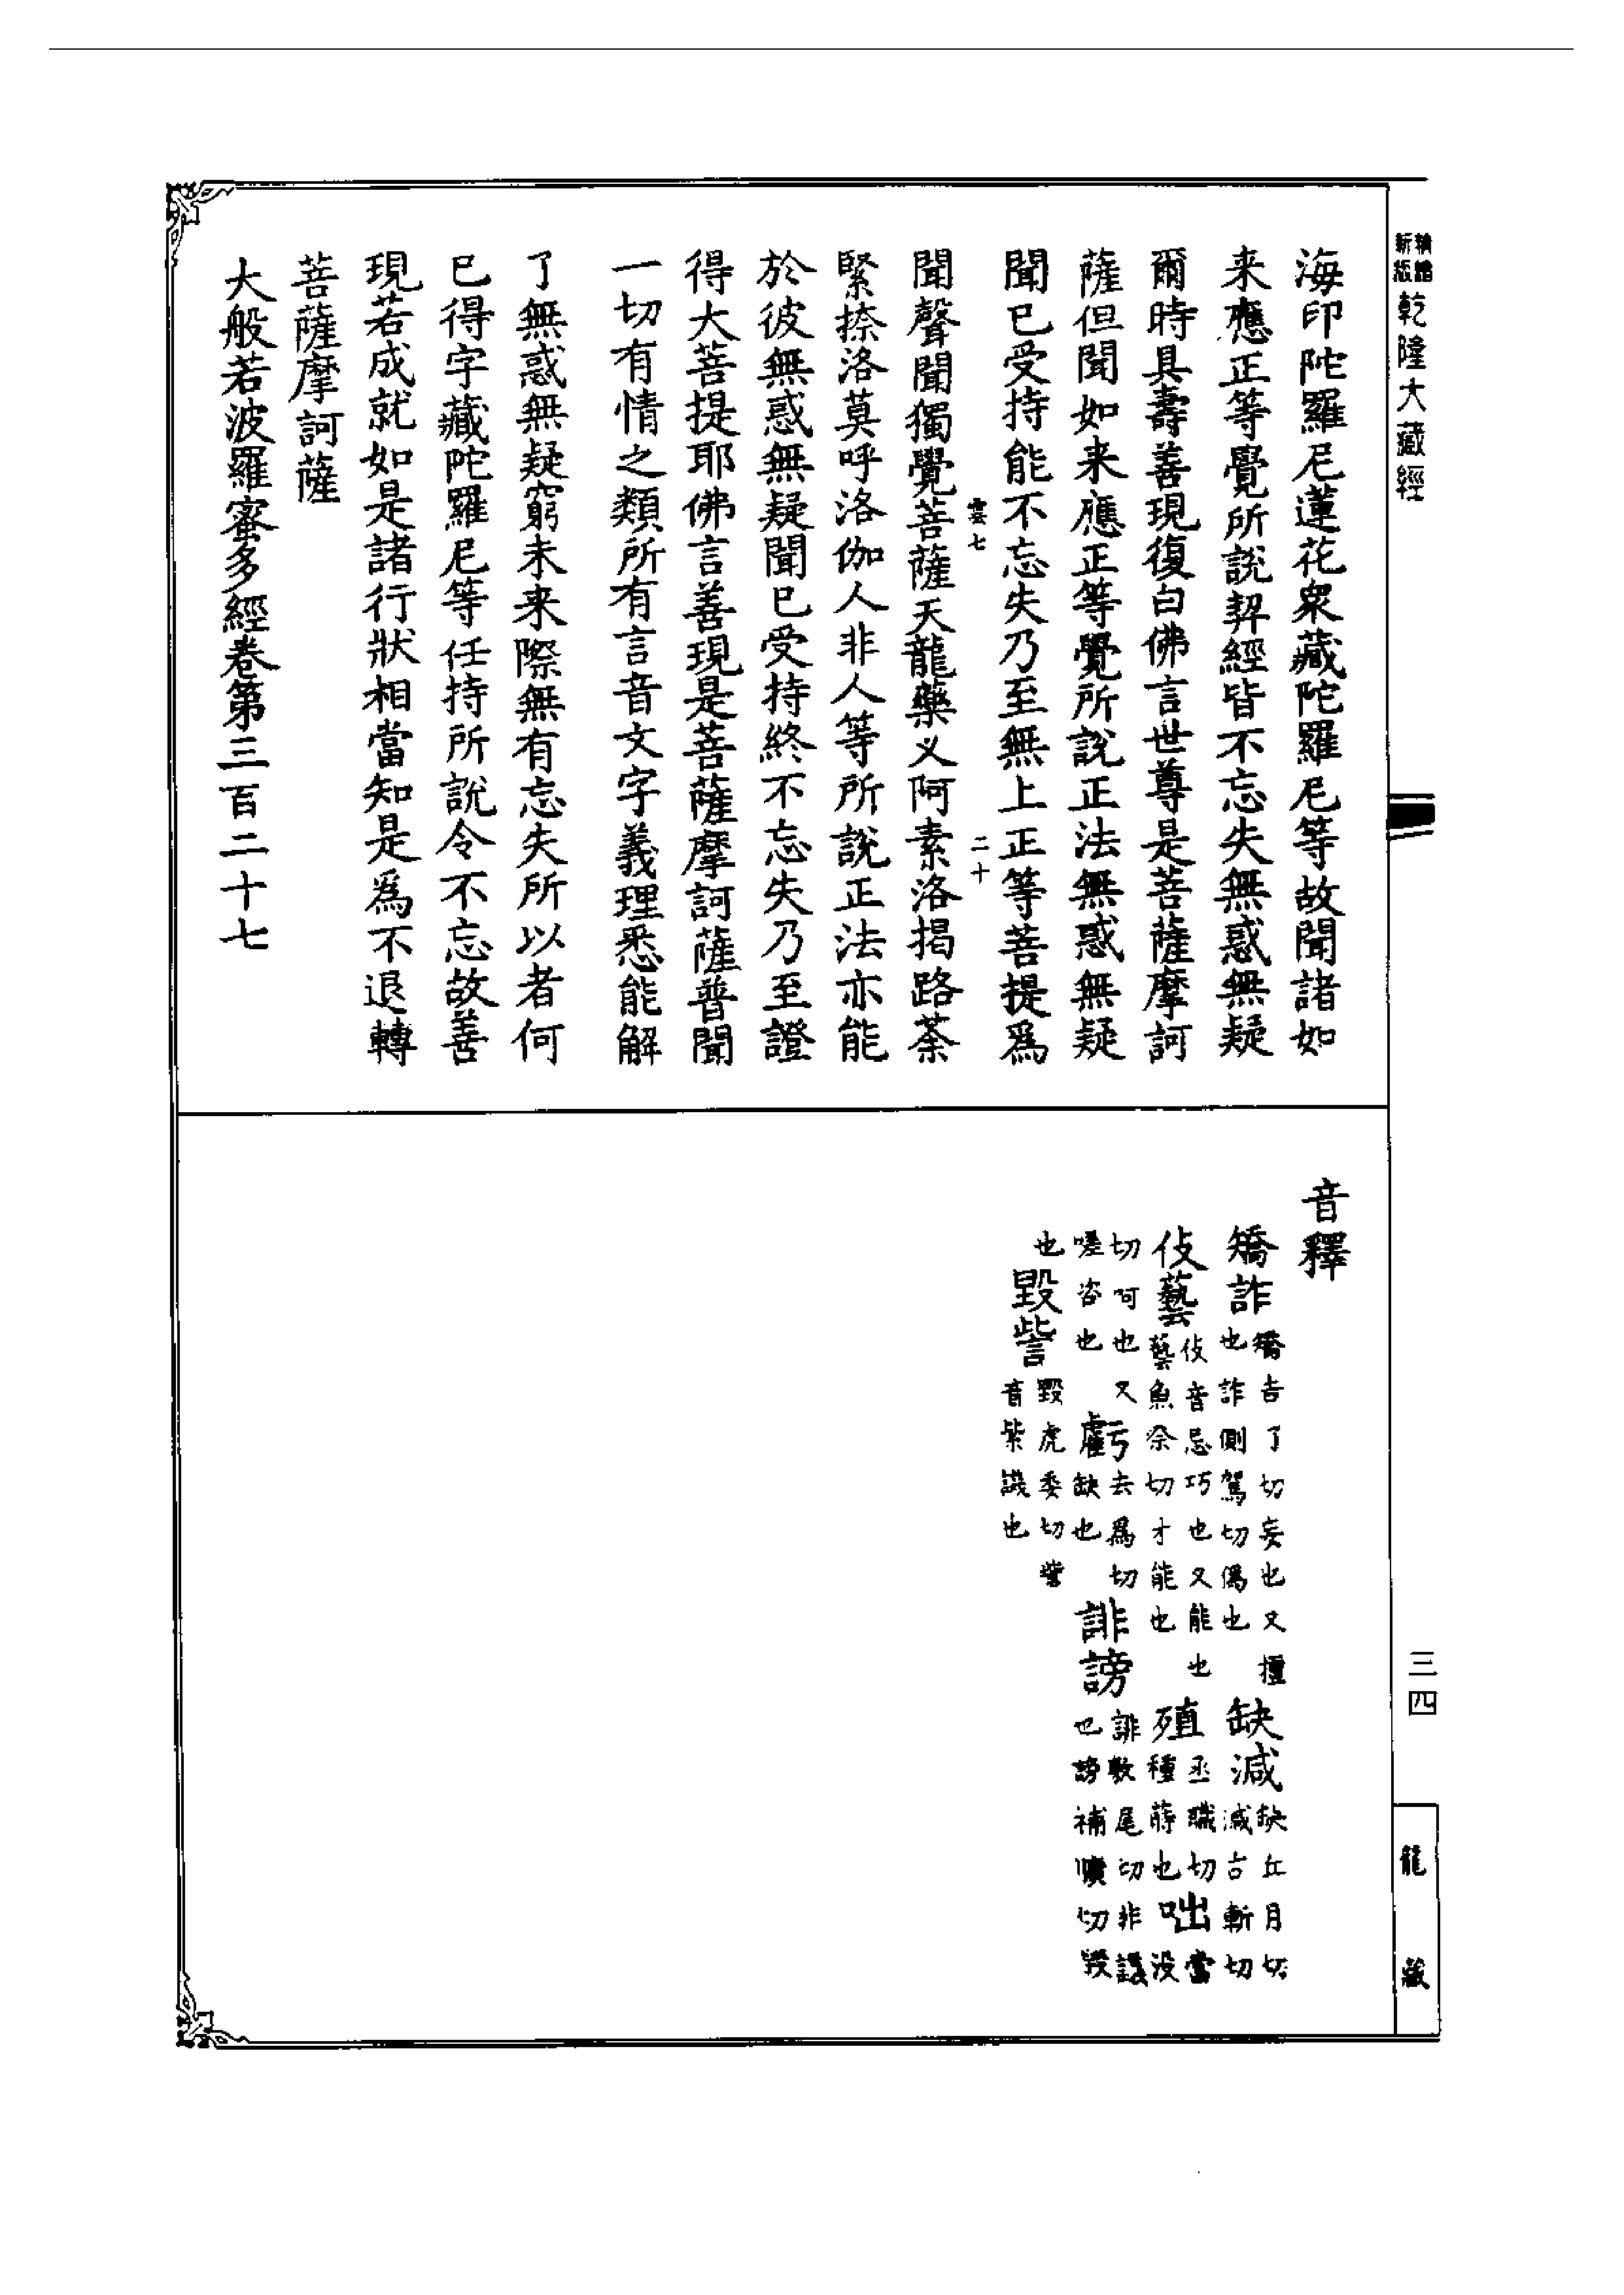 新版
乾隆大藏經
海印陀羅尼蓮花眾藏陀羅尼等故聞諸如
来應正等覺所說契經皆不忘失無惑無疑
爾時具壽善現復白佛言世尊是菩薩摩訶
薩但聞如来應正等覺所說正法無惑無疑
聞已受持能不忘失乃至無上正等菩提爲
雲七 二十
聞聲聞獨覺菩薩天龍藥义阿素洛揭路荼
緊捺洛莫呼洛伽人非人等所說正法亦能
於彼無惑無疑聞已受持終不忘失乃至證
得大菩提耶佛言善現是菩薩摩訶薩普聞
一切有情之類所有言音文字義理悉能解
了無惑無疑窮未来際無有忘失所以者何
已得字藏陀羅尼等任持所說令不忘故善
現若成就如是諸行狀相當知是爲不退轉
菩薩摩訶薩
大般若波羅蜜多經卷第三百二十七
音釋
矯詐 矯吉了切妄也又擅也詐側駕切僞也 缺減 缺丘月切減古斬切
伎藝 伎音忌巧也又能也藝魚祭切才能也 殖 丞職切種蒔也 咄 當没
切呵也又嗟咨也 虧 去爲切缺也 誹謗 誹敷尾切非議也謗補曠切毀
也 毀訾 毀虎委切訾音紫譏也
三四
龍藏